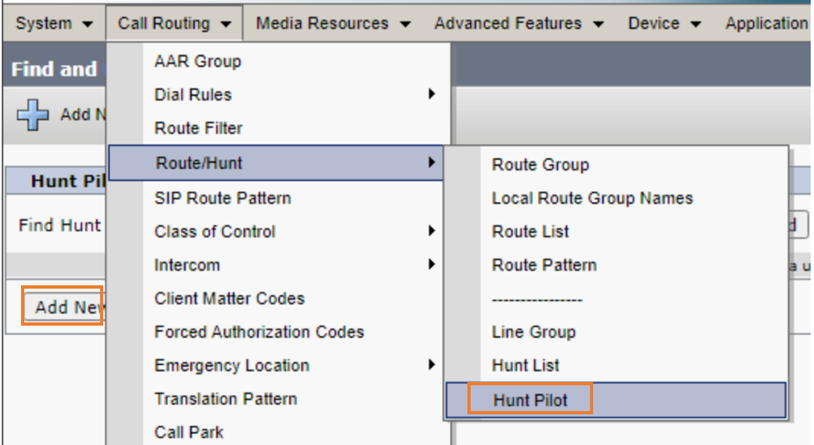 System Call Routing Media Resources Advanced Features Device Application
Find and
Add N
Hunt Pil
Find Hunt
Add New
AAR Group
Dial Rules
Route Filter
Route/Hunt
SIP Route Pattern
Class of Control
Intercom
Client Matter Codes
Forced Authorization Codes
Emergency Location
Translation Pattern
Call Park
Route Group
Local Route Group Names
Route List
Route Pattern
----------------
Line Group
Hunt List
Hunt Pilot
d
a u